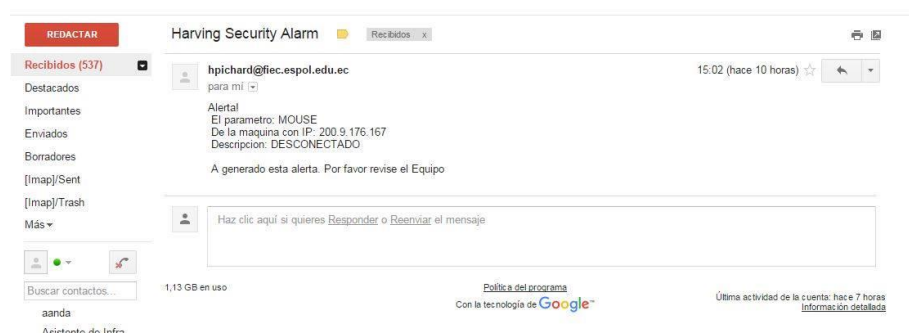 REDACTAR
Harving Security Alarm
Recibidos x
Recibidos (537)
Destacados
Importantes
Enviados
Borradores
[Imap]/Sent
[Imap]/Trash
Más
hpichard@fiec.espol.edu.ec
15:02 (hace 10 horas)
para mí
Alerta!
El parametro: MOUSE
De la maquina con IP: 200.9.176.167
Descripcion: DESCONECTADO
A generado esta alerta. Por favor revise el Equipo
Haz clic aquí si quieres Responder o Reenviar el mensaje
Buscar contactos...
aanda
Asistente de Infra
1,13 GB en uso
Política del programa
Con la tecnología de Google™
Última actividad de la cuenta: hace 7 horas
Información detallada